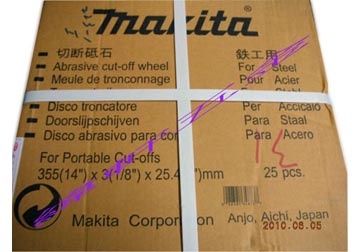 makita
切断砥石 鉄工用
Abrasive cut-off wheel For Steel
Meule de tronconnage Pour Acier
Für Stahl
Disco troncatore Per Acciaio
Doorslijpschijven Para Staal
Disco abrasivo para cor Para Acero
For Portable Cut-offs
355(14") x 3(1/8") x 25.4 ")mm 25 pcs.
Makita Corporation Anjo, Aichi, Japan
2010.08.05